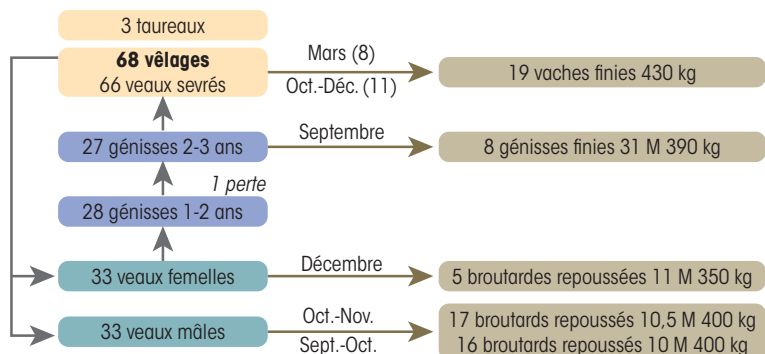 3 taureaux
68 vêlages
66 veaux sevrés
Mars (8)
Oct.-Déc. (11)
19 vaches finies 430 kg
27 génisses 2-3 ans
Septembre
8 génisses finies 31 M 390 kg
1 perte
28 génisses 1-2 ans
33 veaux femelles
Décembre
5 broutardes repoussées 11 M 350 kg
33 veaux mâles
Oct.-Nov.
Sept.-Oct.
17 broutards repoussés 10,5 M 400 kg
16 broutards repoussés 10 M 400 kg